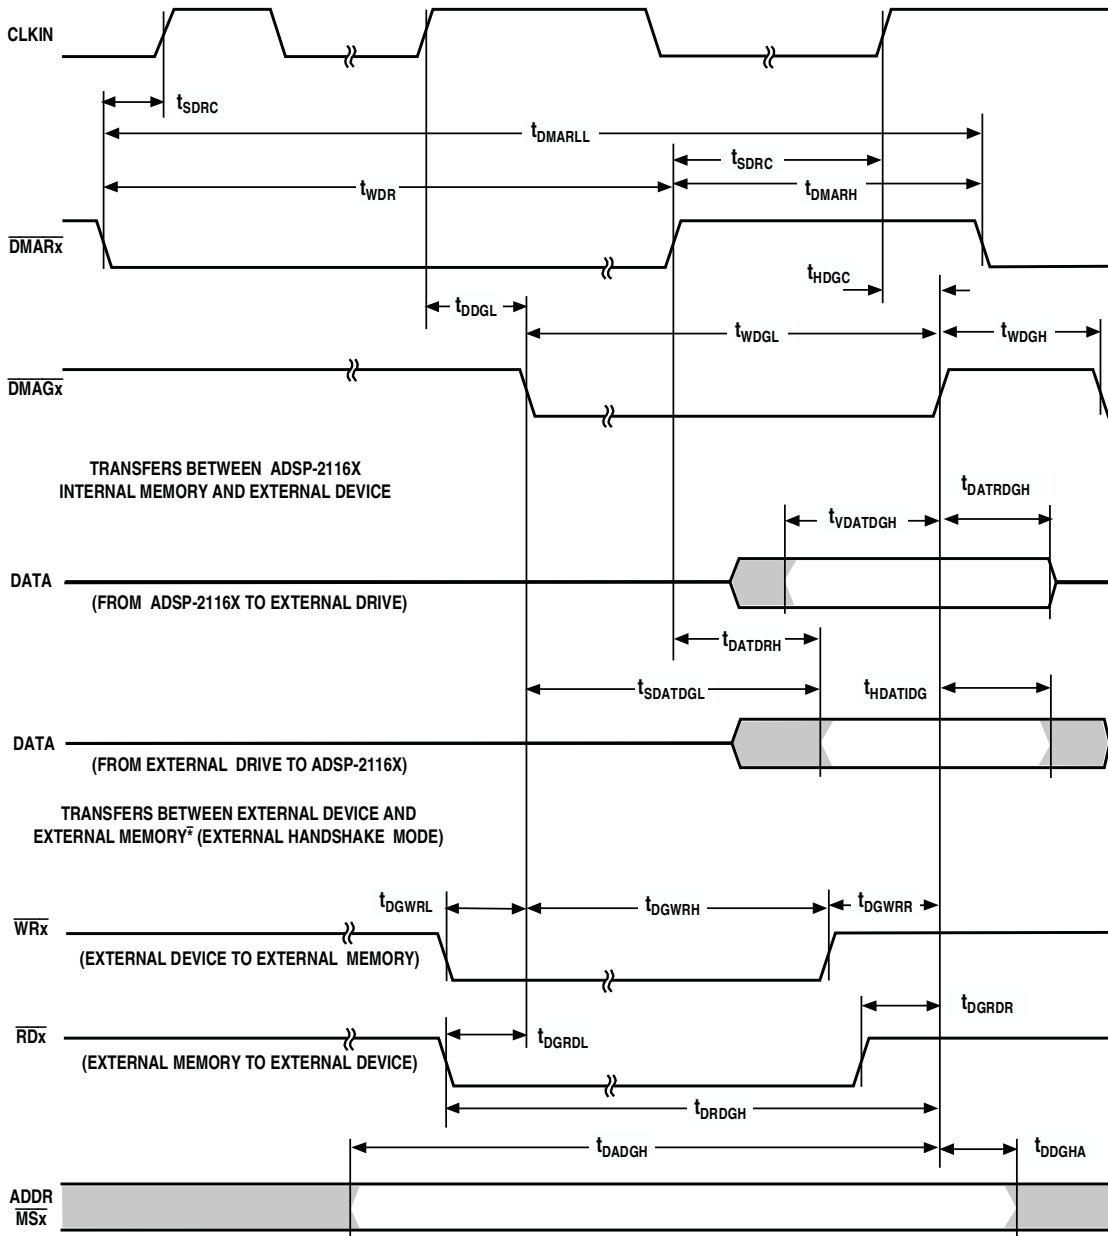 CLKIN
tSDRC
tDMARLL
tSDRC
tWDR
tDMARH
DMARx
tHDGC
tDDGL
tWDGL
tWDGH
DMAGx
TRANSFERS BETWEEN ADSP-2116X
INTERNAL MEMORY AND EXTERNAL DEVICE
tDATRDGH
tVDATDGH
DATA
(FROM ADSP-2116X TO EXTERNAL DRIVE)
tDATDRH
tSDATDGL
tHDATIDG
DATA
(FROM EXTERNAL DRIVE TO ADSP-2116X)
TRANSFERS BETWEEN EXTERNAL DEVICE AND
EXTERNAL MEMORY* (EXTERNAL HANDSHAKE MODE)
tDGWRL
tDGWRH
tDGWRR
WRx
(EXTERNAL DEVICE TO EXTERNAL MEMORY)
tDGRDR
RDx
tDGRDL
(EXTERNAL MEMORY TO EXTERNAL DEVICE)
tDRDGH
tDADGH
tDDGHA
ADDR
MSx